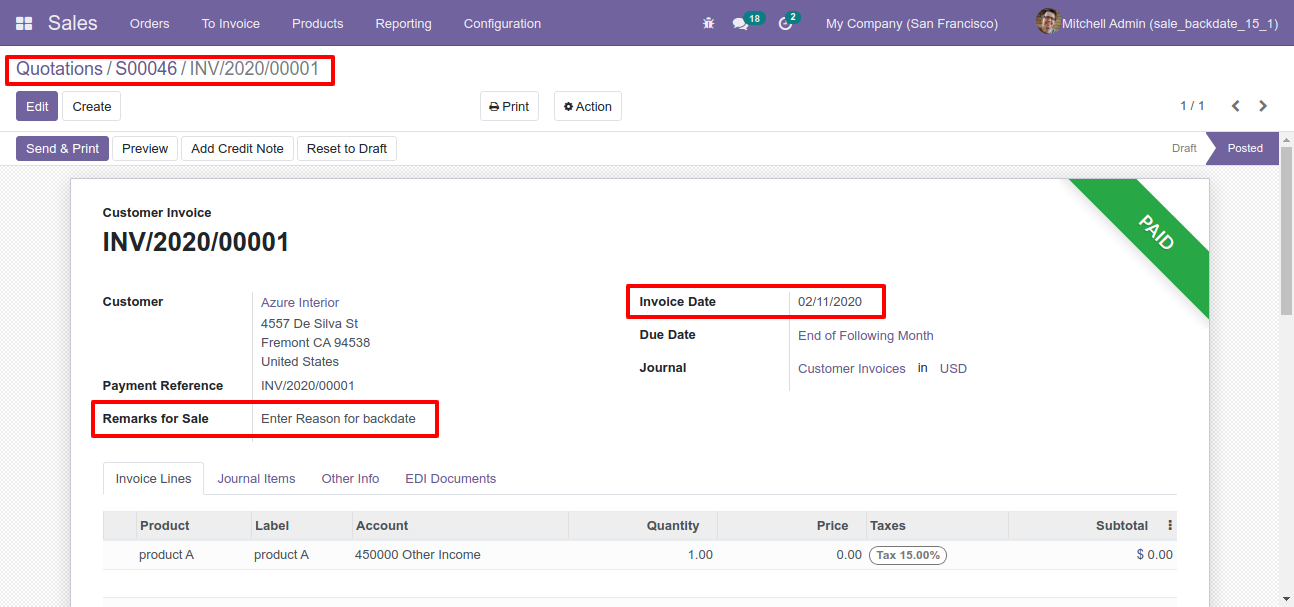 Sales Orders To Invoice Products Reporting Configuration 18 2 My Company (San Francisco) Mitchell Admin (sale_backdate_15_1)
Quotations / S00046 / INV/2020/00001
Edit Create Print Action 1 / 1
Send & Print Preview Add Credit Note Reset to Draft Draft Posted
PAID
Customer Invoice
INV/2020/00001
Customer Azure Interior Invoice Date 02/11/2020
4557 De Silva St
Fremont CA 94538 Due Date End of Following Month
United States
Journal Customer Invoices in USD
Payment Reference INV/2020/00001
Remarks for Sale Enter Reason for backdate
Invoice Lines Journal Items Other Info EDI Documents
Product Label Account Quantity Price Taxes Subtotal
product A product A 450000 Other Income 1.00 0.00 Tax 15.00% $ 0.00